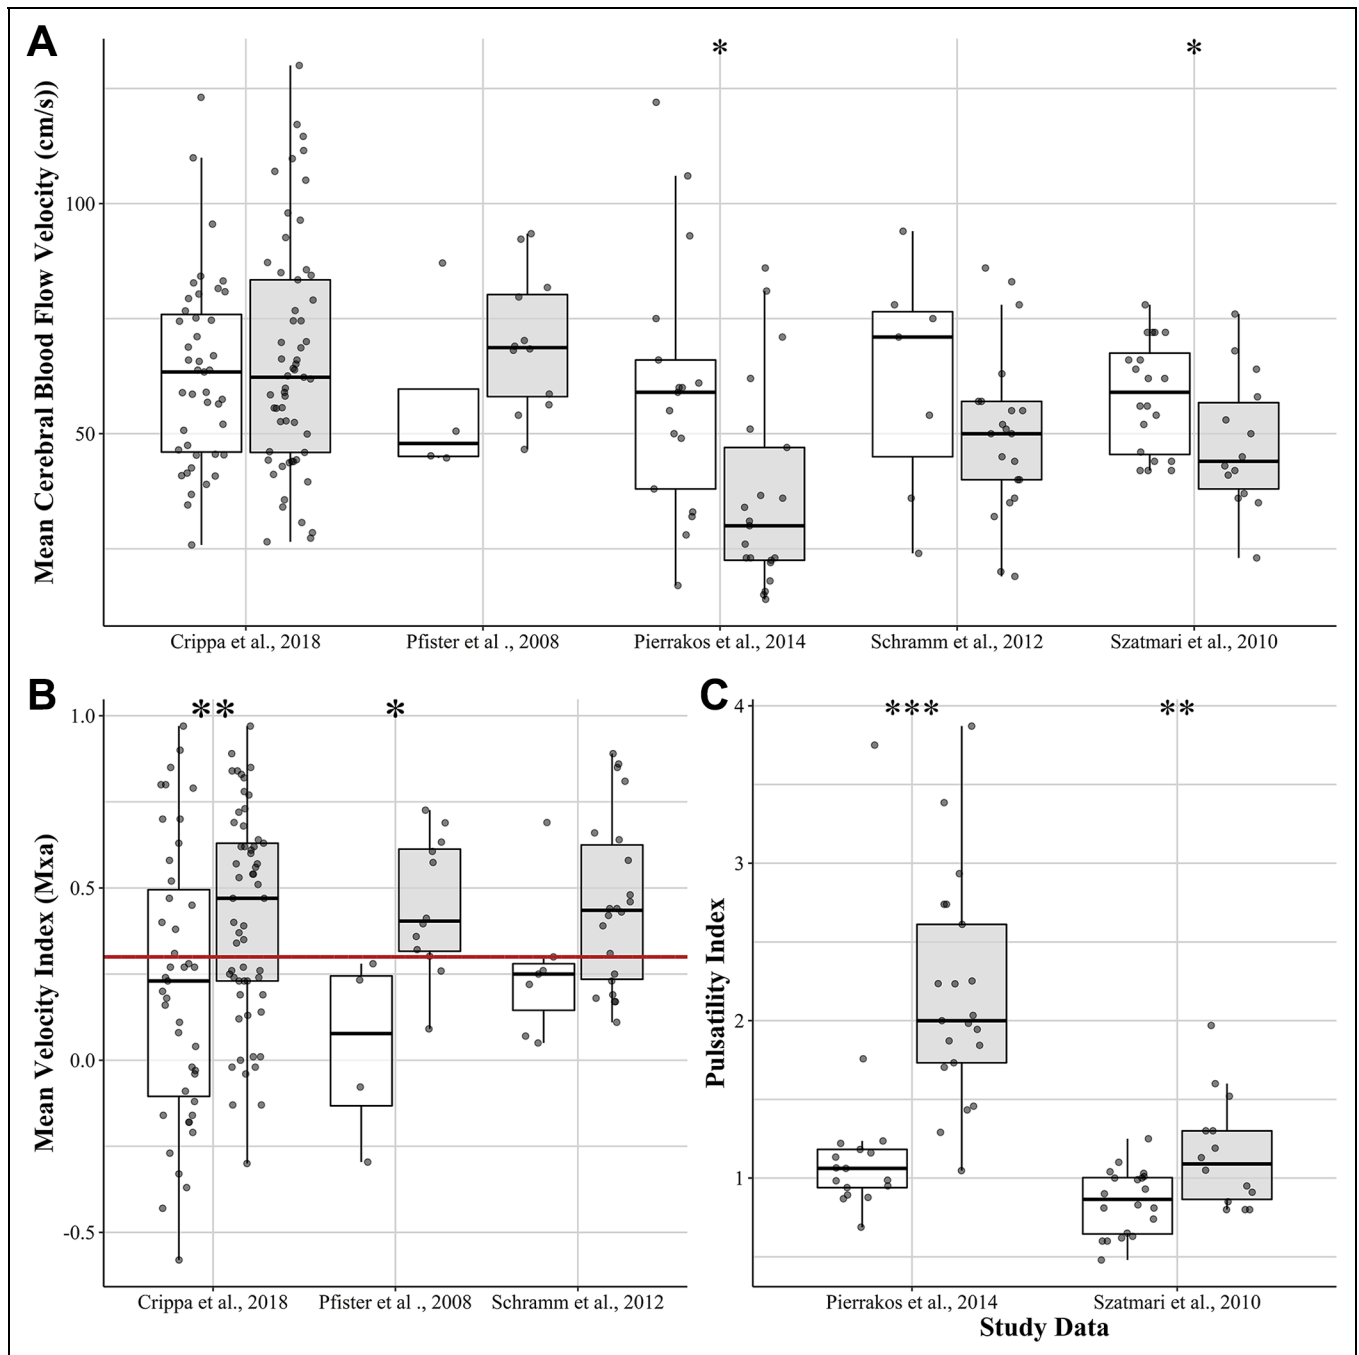 A
* *
Mean Cerebral Blood Flow Velocity (cm/s))
100
50
Crippa et al., 2018 Pfister et al ., 2008 Pierrakos et al., 2014 Schramm et al., 2012 Szatmari et al., 2010
B
** *
Mean Velocity Index (Mxa)
1.0
0.5
0.0
-0.5
Crippa et al., 2018 Pfister et al ., 2008 Schramm et al., 2012
C
*** **
Pulsatility Index
4
3
2
1
Pierrakos et al., 2014 Szatmari et al., 2010
Study Data